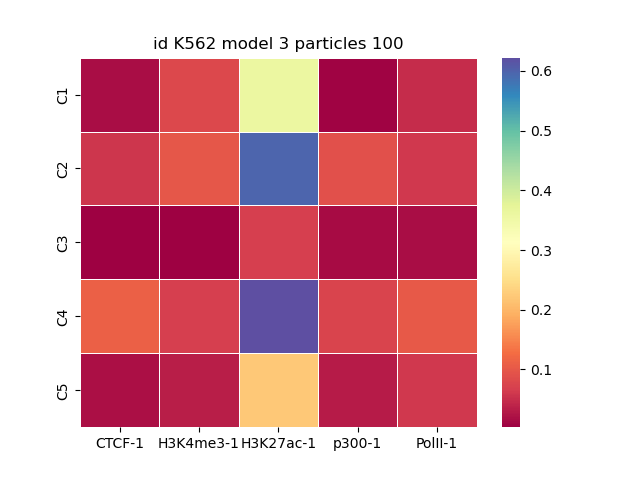 id K562 model 3 particles 100
C1
C2
C3
C4
C5
CTCF-1 H3K4me3-1 H3K27ac-1 p300-1 PolII-1
0.6
0.5
0.4
0.3
0.2
0.1